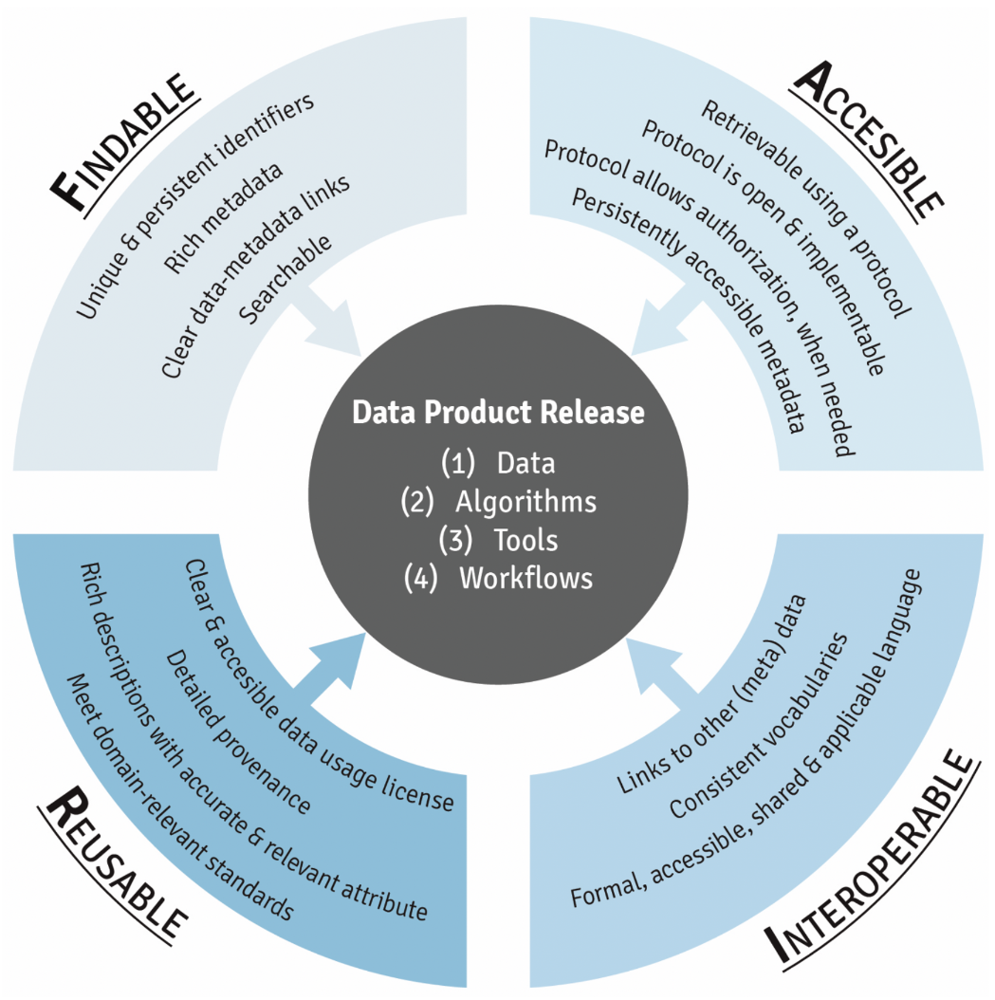 FINDABLE
Unique & persistent identifiers
Rich metadata
Clear data-metadata links
Searchable
ACCESIBLE
Retrievable using a protocol
Protocol is open & implementable
Protocol allows authorization, when needed
Persistently accessible metadata
Data Product Release
(1) Data
(2) Algorithms
(3) Tools
(4) Workflows
Clear & accesible data usage license
Detailed provenance
Rich descriptions with accurate & relevant attribute
Meet domain-relevant standards
REUSABLE
Links to other (meta) data
Consistent vocabularies
Formal, accessible, shared & applicable language
INTEROPERABLE